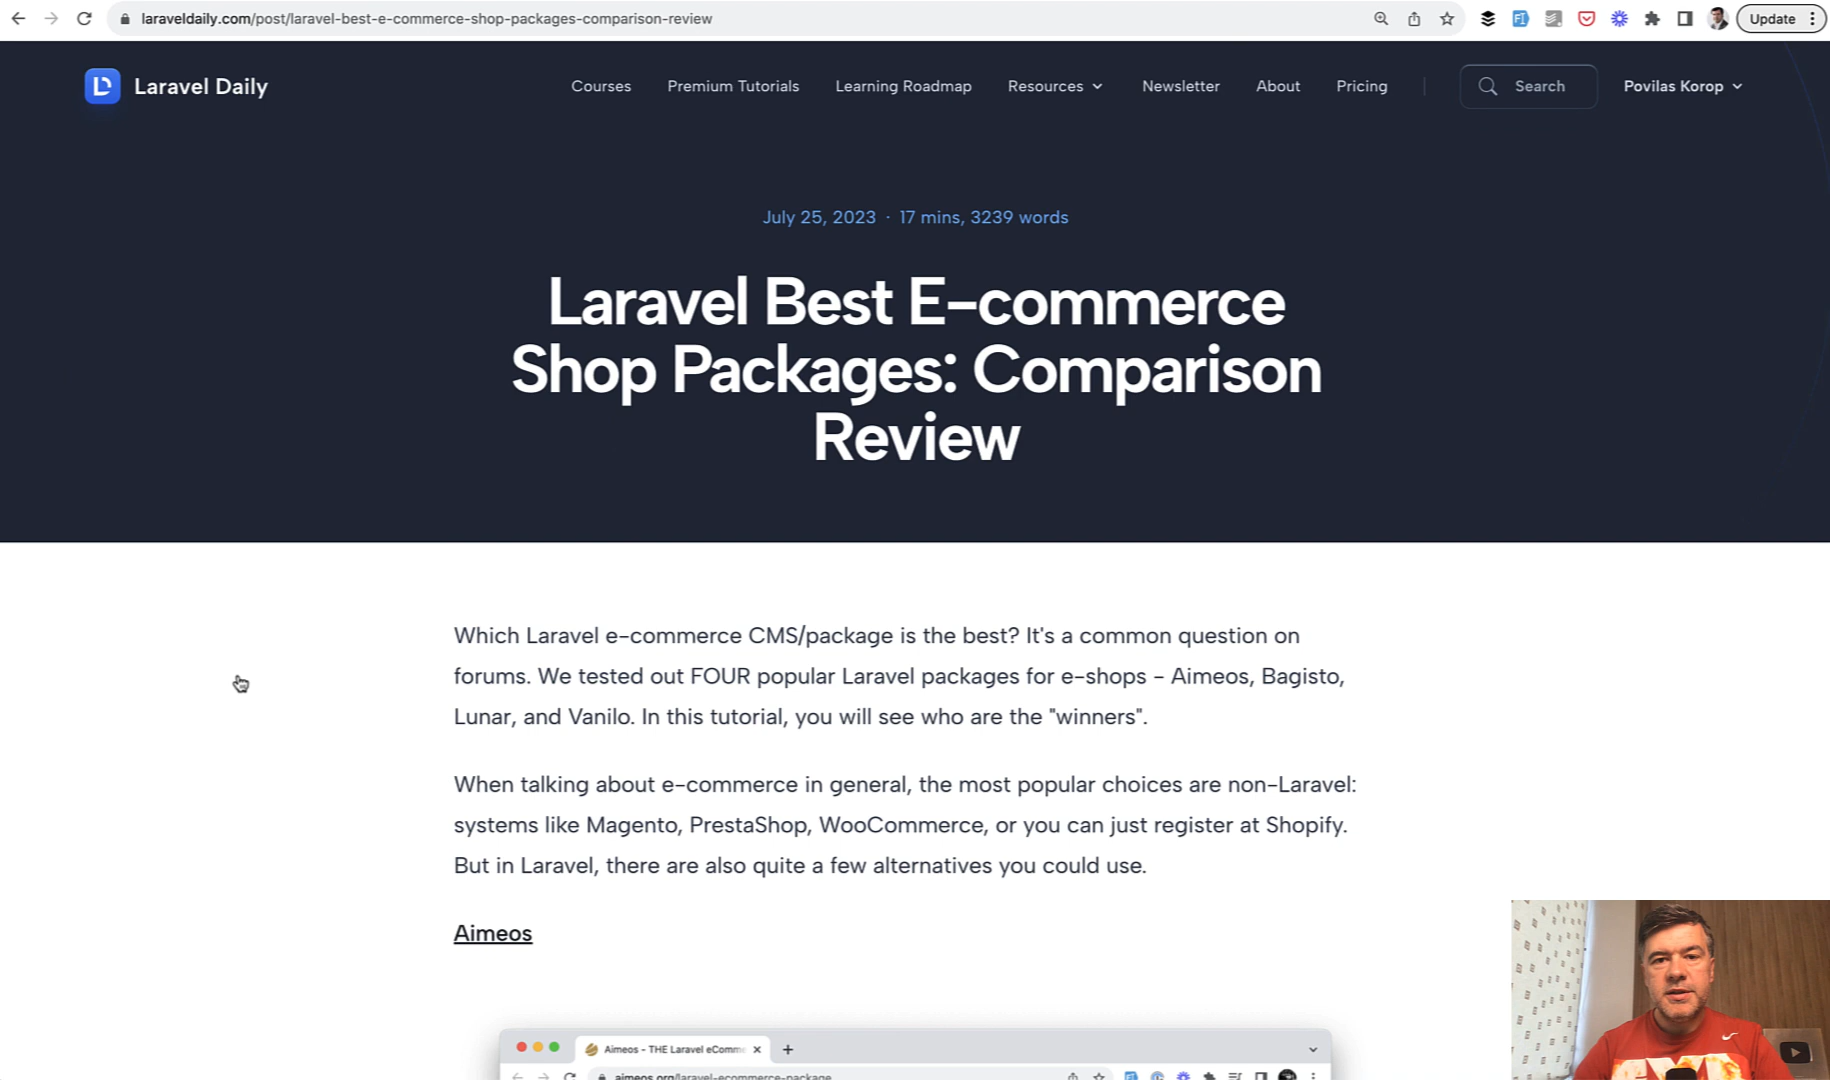 laraveldaily.com/post/laravel-best-e-commerce-shop-packages-comparison-review
Update
Laravel Daily
Courses
Premium Tutorials
Learning Roadmap
Resources
Newsletter
About
Pricing
Search
Povilas Korop
July 25, 2023 · 17 mins, 3239 words
Laravel Best E-commerce
Shop Packages: Comparison
Review
Which Laravel e-commerce CMS/package is the best? It's a common question on
forums. We tested out FOUR popular Laravel packages for e-shops - Aimeos, Bagisto,
Lunar, and Vanilo. In this tutorial, you will see who are the "winners".
When talking about e-commerce in general, the most popular choices are non-Laravel:
systems like Magento, PrestaShop, WooCommerce, or you can just register at Shopify.
But in Laravel, there are also quite a few alternatives you could use.
Aimeos
Aimeos - THE Laravel eComme
aimeos.org/laravel-ecommerce-package